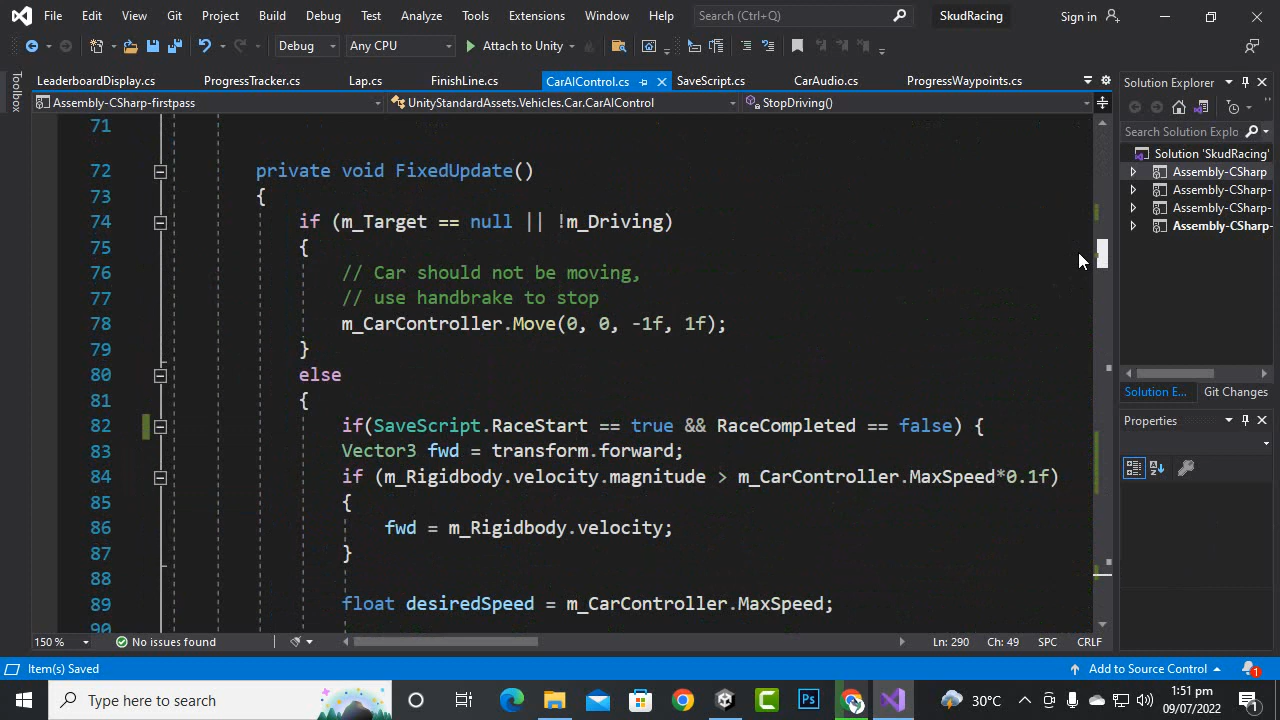 File Edit View Git Project Build Debug Test Analyze Tools Extensions Window Help Search (Ctrl+Q) SkudRacing Sign in
Debug Any CPU Attach to Unity
LeaderboardDisplay.cs ProgressTracker.cs Lap.cs FinishLine.cs CarAIControl.cs SaveScript.cs CarAudio.cs ProgressWaypoints.cs
Assembly-CSharp-firstpass UnityStandardAssets.Vehicles.Car.CarAIControl StopDriving()
Toolbox
71
72 private void FixedUpdate()
73 {
74 if (m_Target == null || !m_Driving)
75 {
76 // Car should not be moving,
77 // use handbrake to stop
78 m_CarController.Move(0, 0, -1f, 1f);
79 }
80 else
81 {
82 if(SaveScript.RaceStart == true && RaceCompleted == false) {
83 Vector3 fwd = transform.forward;
84 if (m_Rigidbody.velocity.magnitude > m_CarController.MaxSpeed*0.1f)
85 {
86 fwd = m_Rigidbody.velocity;
87 }
88
89 float desiredSpeed = m_CarController.MaxSpeed;
90
150 % No issues found Ln: 290 Ch: 49 SPC CRLF
Solution Explorer
Search Solution Explo
Solution 'SkudRacing'
Assembly-CSharp
Assembly-CSharp-
Assembly-CSharp-
Assembly-CSharp-
Solution E... Git Changes
Properties
Item(s) Saved Add to Source Control 1
Type here to search Ps 30°C 1:51 pm
09/07/2022 1